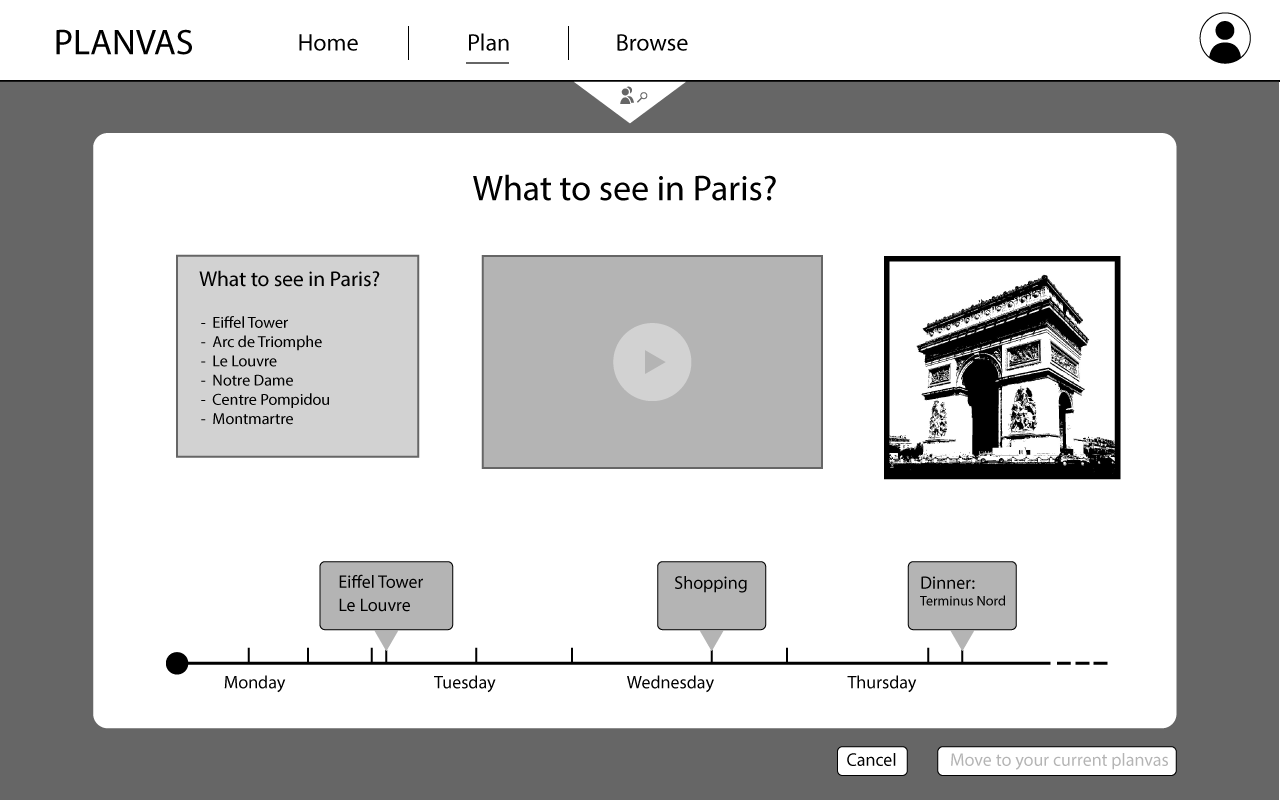 PLANVAS
Home
Plan
Browse
What to see in Paris?
What to see in Paris?
- Eiffel Tower
- Arc de Triomphe
- Le Louvre
- Notre Dame
- Centre Pompidou
- Montmartre
Eiffel Tower
Le Louvre
Shopping
Dinner:
Terminus Nord
Monday
Tuesday
Wednesday
Thursday
Cancel
Move to your current planvas